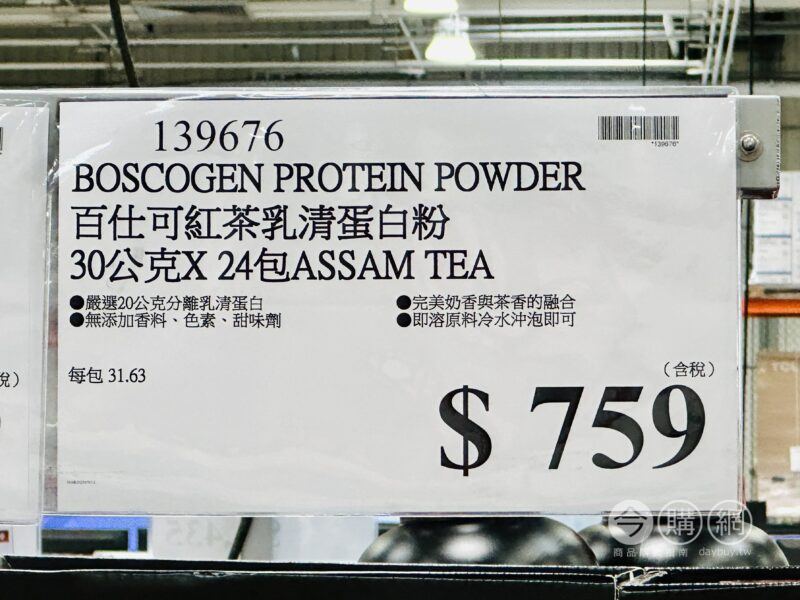 139676
*139676*
BOSCOGEN PROTEIN POWDER
百仕可紅茶乳清蛋白粉
30公克X 24包ASSAM TEA
●嚴選20公克分離乳清蛋白
●無添加香料、色素、甜味劑
●完美奶香與茶香的融合
●即溶原料冷水沖泡即可
每包 31.63
(含稅)
$ 759
稅)
今購網
daybuy.tw